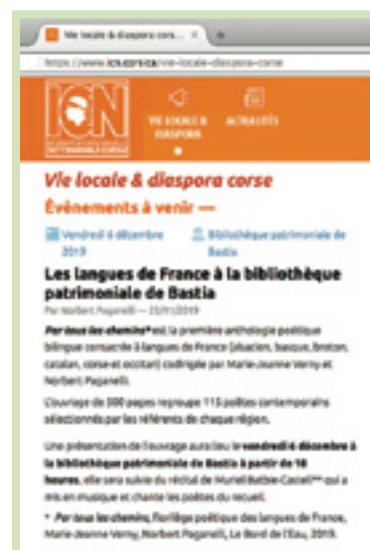 Vie locale & diaspora cors...
https://www.icn.corsica/vie-locale-diaspora-corse
ICN
VIE LOCALE &
DIASPORA
ACTUALITÉS
Vie locale & diaspora corse
Évènements à venir —
Vendredi 6 décembre
2019
Bibliothèque patrimoniale de
Bastia
Les langues de France à la bibliothèque
patrimoniale de Bastia
Par Norbert Paganelli —
Par tous les chemins* est la première anthologie poétique
bilingue consacrée à langues de France (alsacien, basque, breton,
catalan, corse et occitan) codirigée par Marie-Jeanne Verny et
Norbert Paganelli.
L'ouvrage de 500 pages regroupe 113 poètes contemporains
sélectionnés par les référents de chaque région.
Une présentation de l'ouvrage aura lieu le vendredi 6 décembre à
la bibliothèque patrimoniale de Bastia à partir de 18
heures, elle sera suivie du récital de Muriel Batbie-Castell** qui a
mis en musique et chante les poètes du recueil.
* Par tous les chemins, florilège poétique des langues de France,
Marie-Jeanne Verny, Norbert Paganelli, Le Bord de l'Eau, 2019.